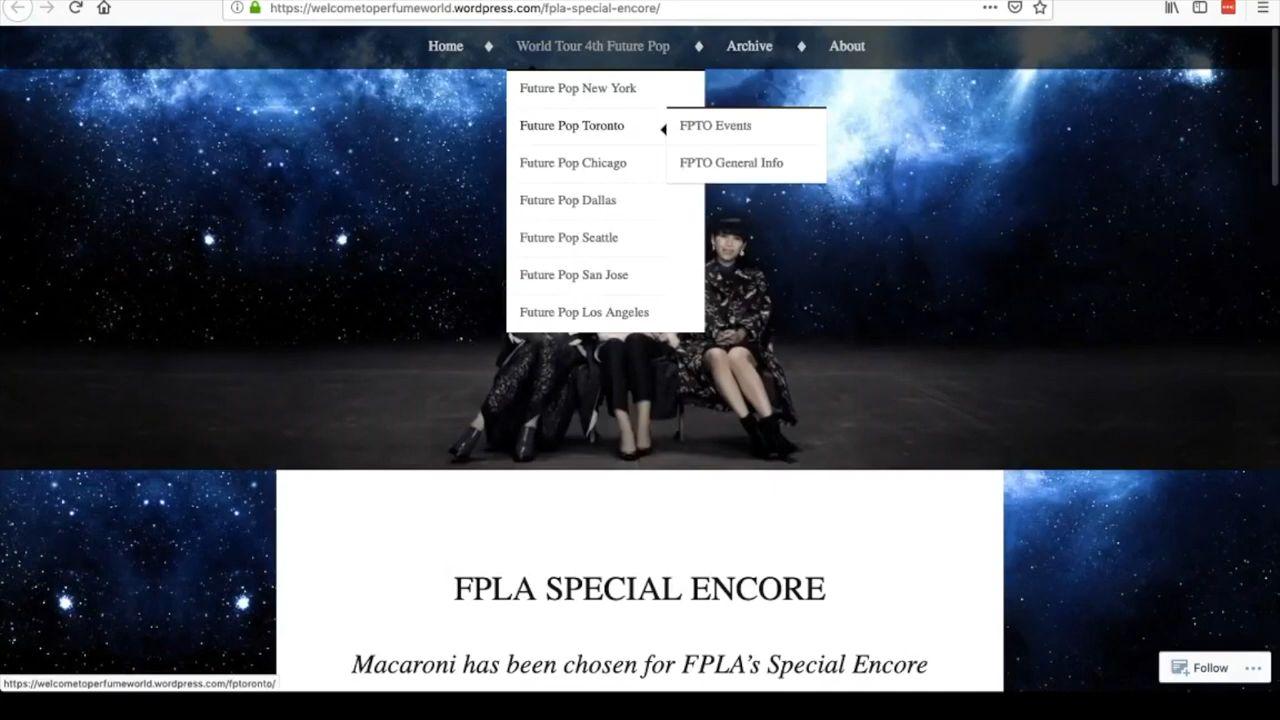 https://welcometoperfumeworld.wordpress.com/fpla-special-encore/
Home ♦ World Tour 4th Future Pop ♦ Archive ♦ About
Future Pop New York
Future Pop Toronto
FPTO Events
Future Pop Chicago
FPTO General Info
Future Pop Dallas
Future Pop Seattle
Future Pop San Jose
Future Pop Los Angeles
FPLA SPECIAL ENCORE
Macaroni has been chosen for FPLA's Special Encore
Follow
https://welcometoperfumeworld.wordpress.com/fptoronto/